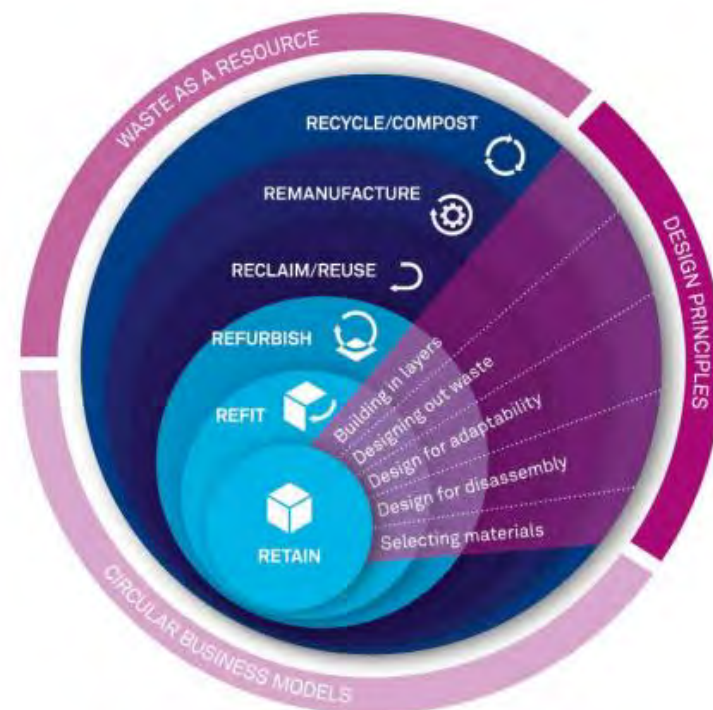 WASTE AS A RESOURCE
RECYCLE/COMPOST
REMANUFACTURE
RECLAIM/REUSE
REFURBISH
REFIT
RETAIN
Building in layers
Designing out waste
Design for adaptability
Design for disassembly
Selecting materials
DESIGN PRINCIPLES
CIRCULAR BUSINESS MODELS